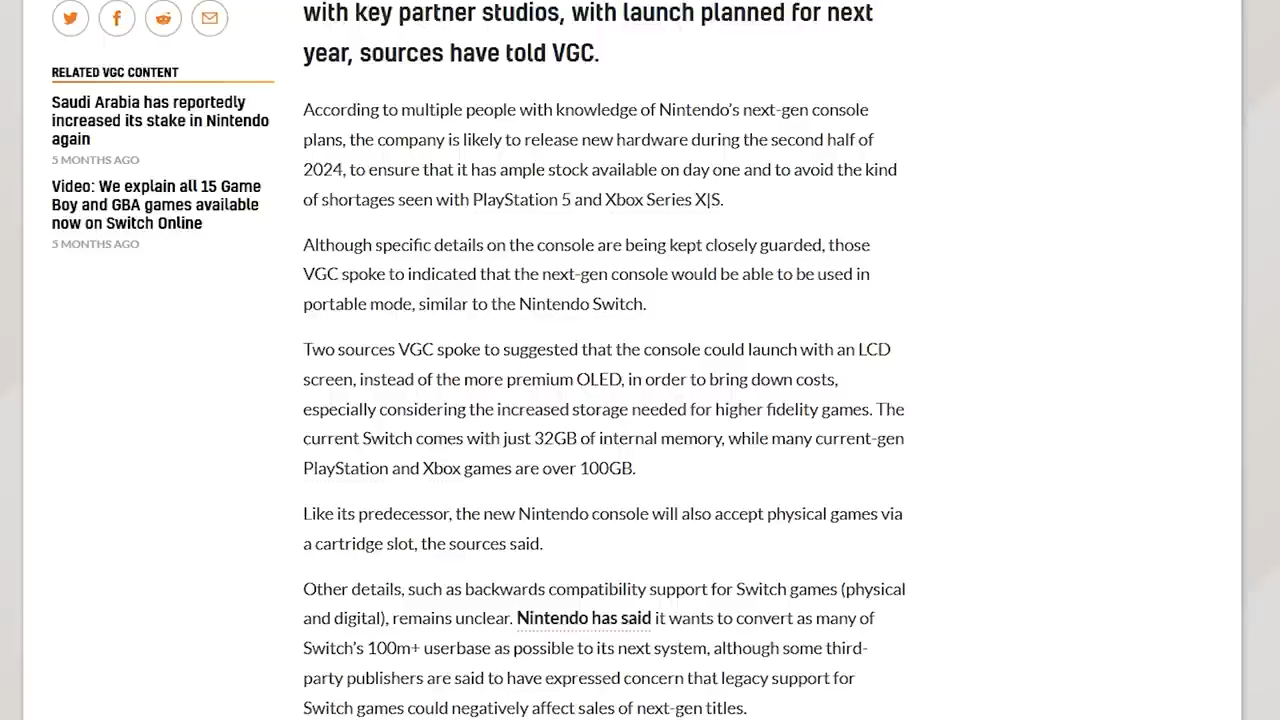 with key partner studios, with launch planned for next
year, sources have told VGC.
RELATED VGC CONTENT
Saudi Arabia has reportedly
increased its stake in Nintendo
again
5 MONTHS AGO
Video: We explain all 15 Game
Boy and GBA games available
now on Switch Online
5 MONTHS AGO
According to multiple people with knowledge of Nintendo’s next-gen console
plans, the company is likely to release new hardware during the second half of
2024, to ensure that it has ample stock available on day one and to avoid the kind
of shortages seen with PlayStation 5 and Xbox Series X|S.
Although specific details on the console are being kept closely guarded, those
VGC spoke to indicated that the next-gen console would be able to be used in
portable mode, similar to the Nintendo Switch.
Two sources VGC spoke to suggested that the console could launch with an LCD
screen, instead of the more premium OLED, in order to bring down costs,
especially considering the increased storage needed for higher fidelity games. The
current Switch comes with just 32GB of internal memory, while many current-gen
PlayStation and Xbox games are over 100GB.
Like its predecessor, the new Nintendo console will also accept physical games via
a cartridge slot, the sources said.
Other details, such as backwards compatibility support for Switch games (physical
and digital), remains unclear. Nintendo has said it wants to convert as many of
Switch’s 100m+ userbase as possible to its next system, although some third-
party publishers are said to have expressed concern that legacy support for
Switch games could negatively affect sales of next-gen titles.